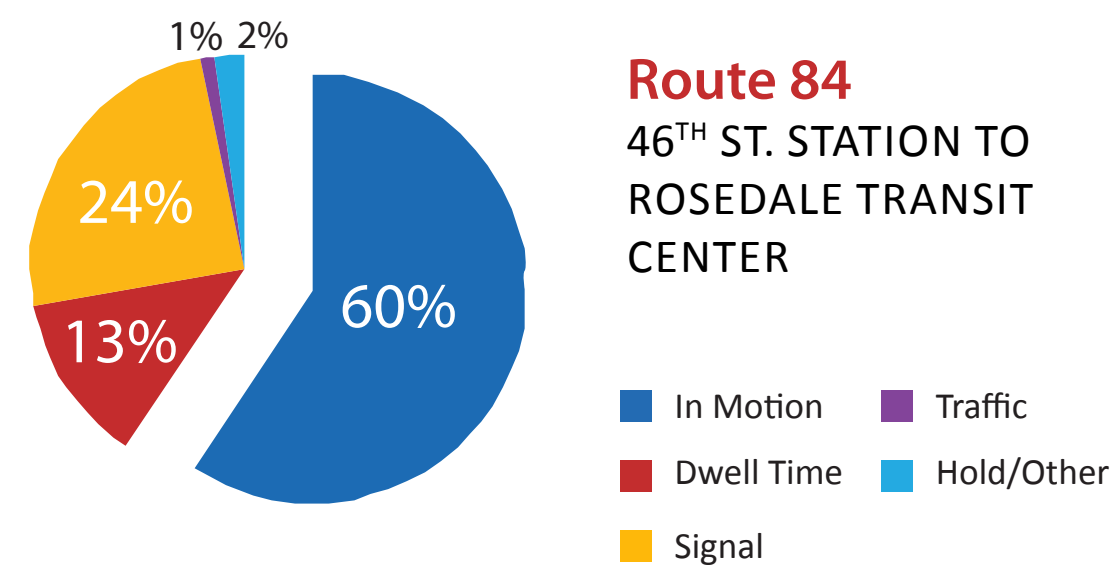 1% 2%
24%
13%
60%
Route 84
46TH ST. STATION TO
ROSEDALE TRANSIT
CENTER
In Motion
Traffic
Dwell Time
Hold/Other
Signal